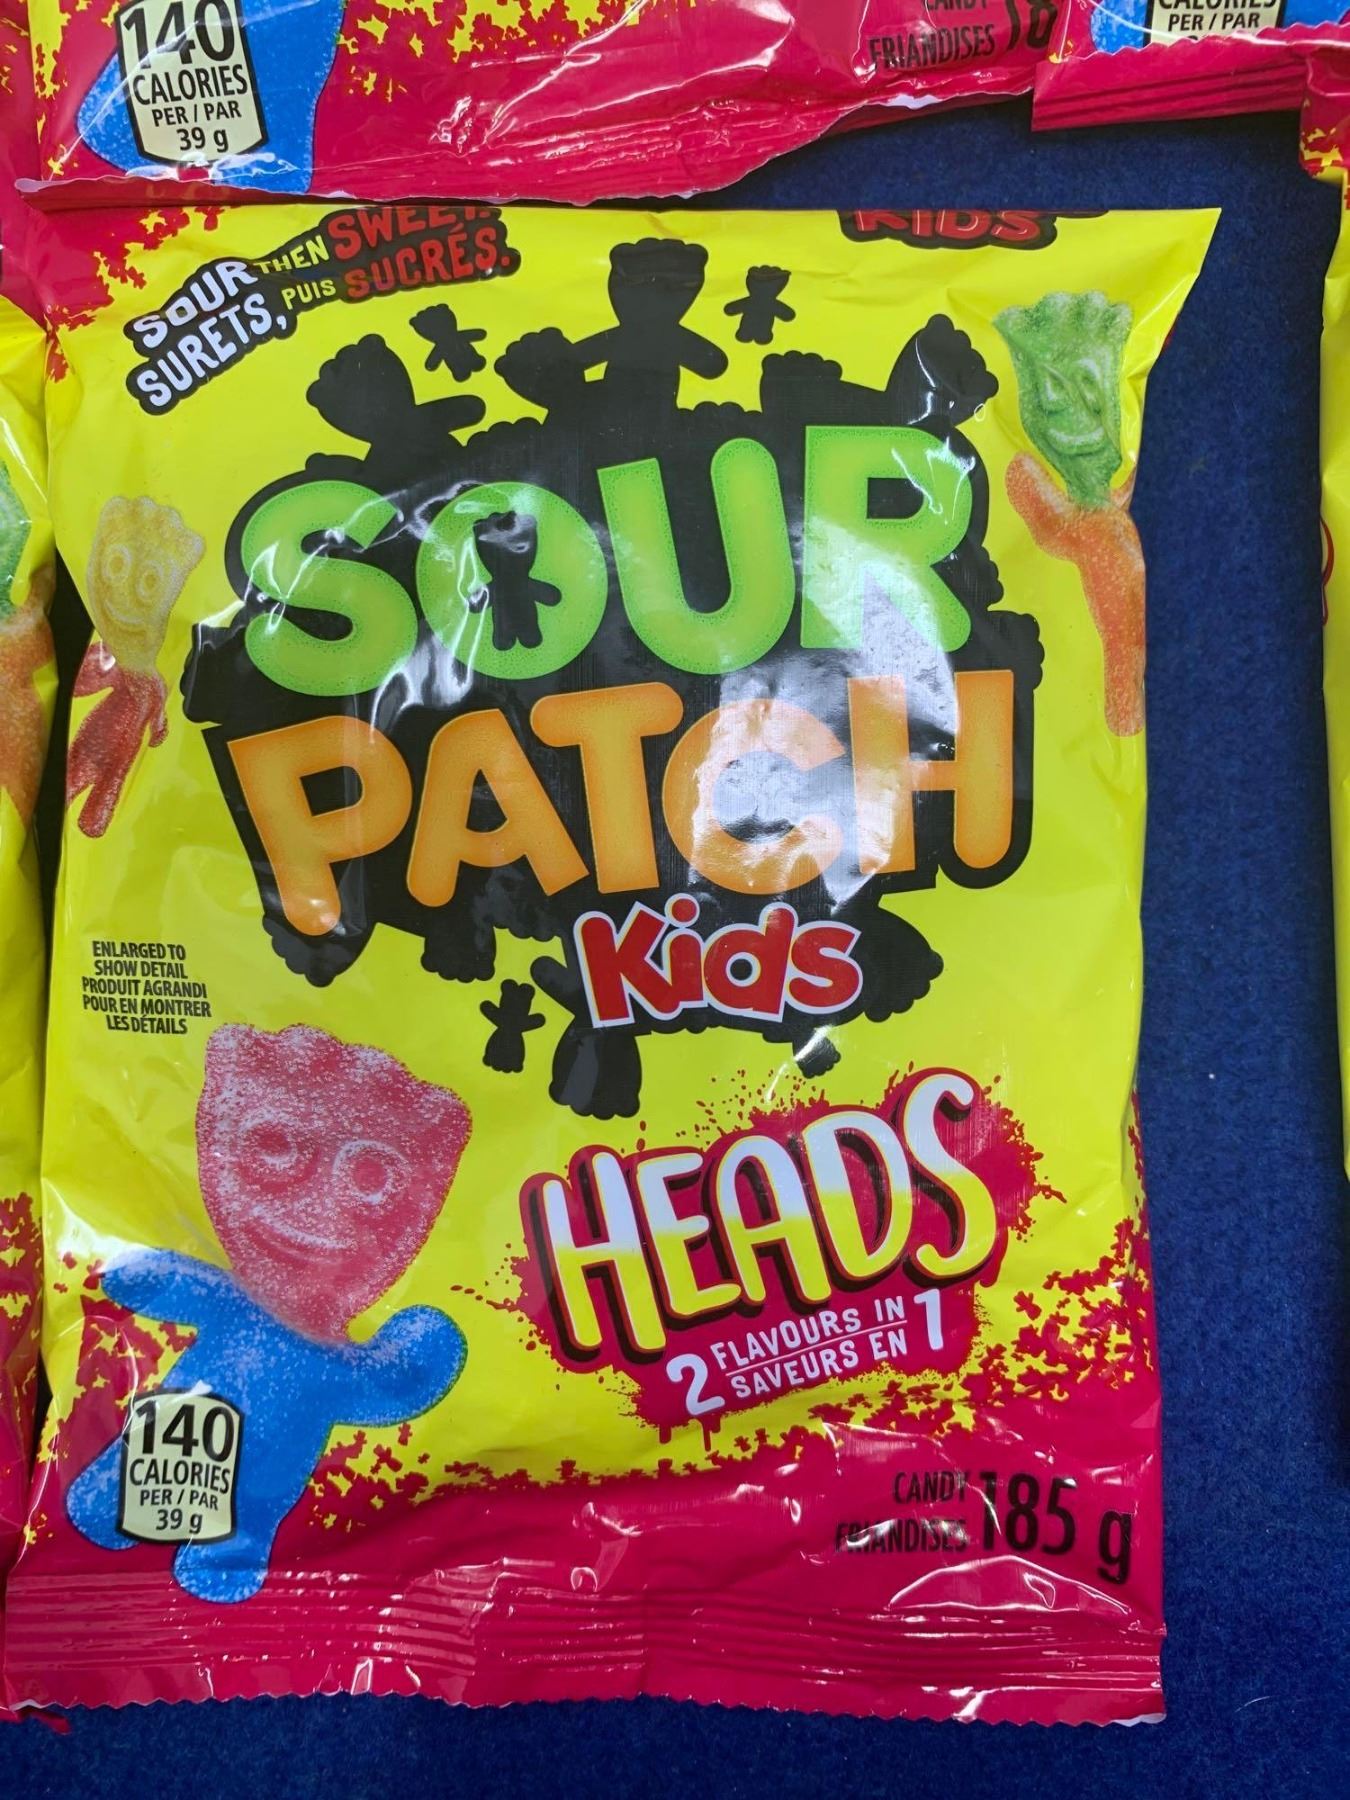 140
CALORIES
PER / PAR
39 g
FRIANDISES
PER / PAR
SOUR THEN SWEET.
SURETS, PUIS SUCRÉS.
KIDS
SOUR
PATCH
Kids
ENLARGED TO
SHOW DETAIL
PRODUIT AGRANDI
POUR EN MONTRER
LES DÉTAILS
HEADS
2 FLAVOURS IN 1
SAVEURS EN
140
CALORIES
PER / PAR
39 g
CANDY 185 g
FRIANDISES